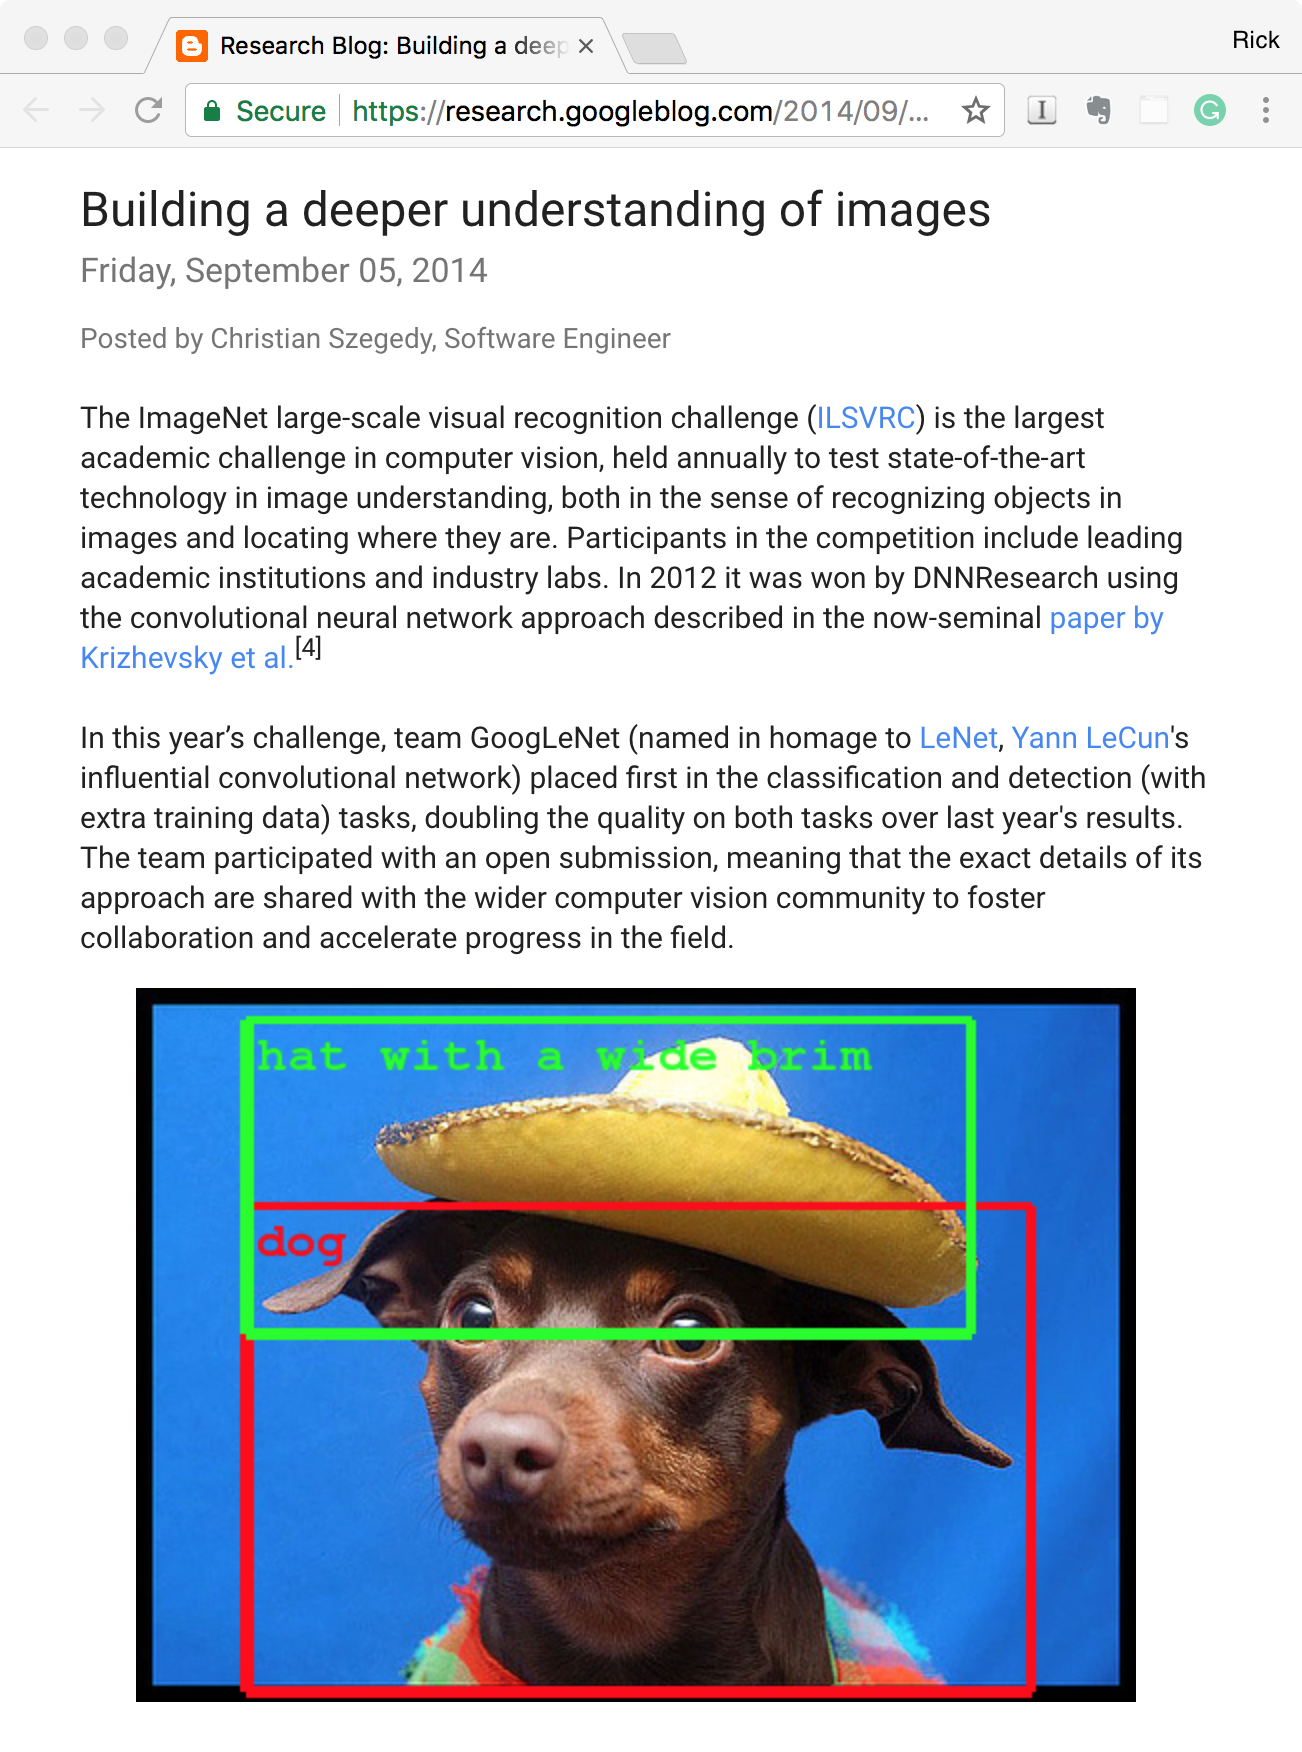 Research Blog: Building a deep
Rick
Secure
https://research.googleblog.com/2014/09/...
Building a deeper understanding of images
Friday, September 05, 2014
Posted by Christian Szegedy, Software Engineer
The ImageNet large-scale visual recognition challenge (ILSVRC) is the largest
academic challenge in computer vision, held annually to test state-of-the-art
technology in image understanding, both in the sense of recognizing objects in
images and locating where they are. Participants in the competition include leading
academic institutions and industry labs. In 2012 it was won by DNNResearch using
the convolutional neural network approach described in the now-seminal paper by
Krizhevsky et al.[4]
In this year’s challenge, team GoogLeNet (named in homage to LeNet, Yann LeCun's
influential convolutional network) placed first in the classification and detection (with
extra training data) tasks, doubling the quality on both tasks over last year's results.
The team participated with an open submission, meaning that the exact details of its
approach are shared with the wider computer vision community to foster
collaboration and accelerate progress in the field.
hat with a wide brim
dog